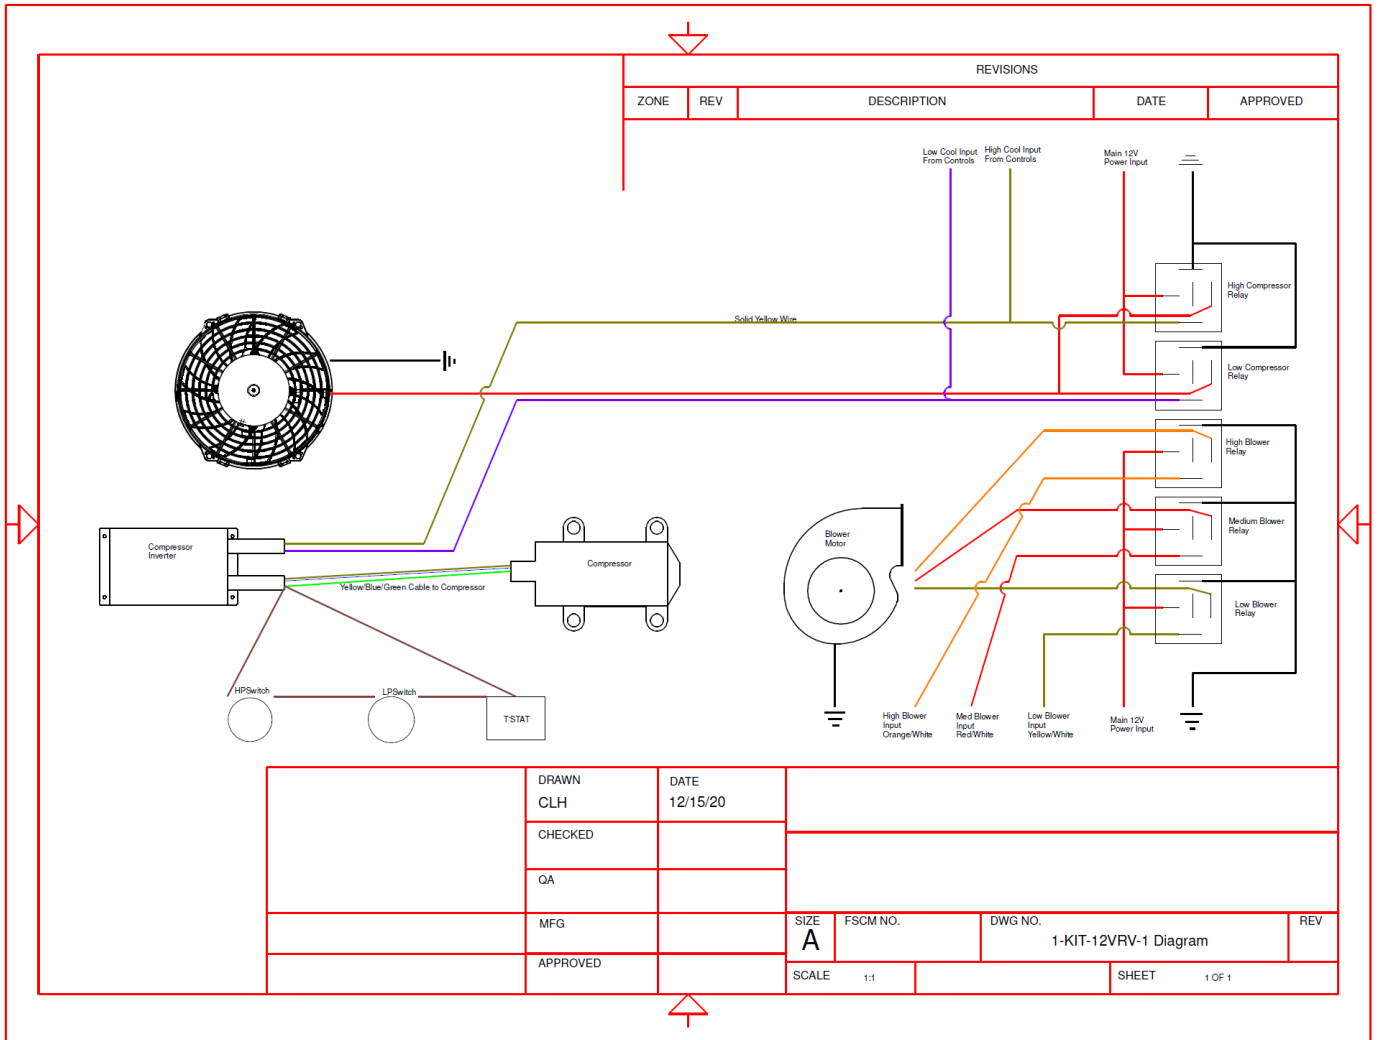 REVISIONS
ZONE REV DESCRIPTION DATE APPROVED
Low Cool Input
From Controls
High Cool Input
From Controls
Main 12V
Power Input
High Compressor
Relay
Solid Yellow Wire
Low Compressor
Relay
High Blower
Relay
Medium Blower
Relay
Low Blower
Relay
Compressor
Inverter
Compressor
Blower
Motor
Yellow/Blue/Green Cable to Compressor
HPSwitch
LPSwitch
T'STAT
High Blower
Input
Orange/White
Med Blower
Input
Red/White
Low Blower
Input
Yellow/White
Main 12V
Power Input
DRAWN
CLH
DATE
12/15/20
CHECKED
QA
MFG
APPROVED
SIZE
A
FSCM NO.
DWG NO.
1-KIT-12VRV-1 Diagram
REV
SCALE 1:1
SHEET 1 OF 1